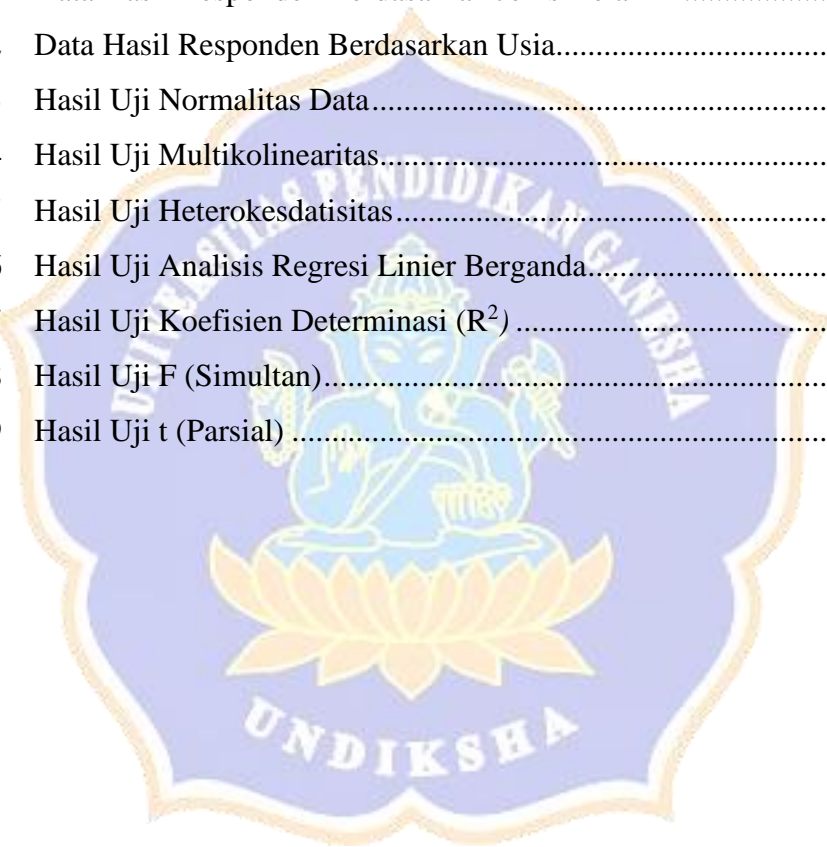 Data Hasil Responden Berdasarkan Usia
Hasil Uji Normalitas Data
Hasil Uji Multikolinearitas
Hasil Uji Heterokesdatisitas
Hasil Uji Analisis Regresi Linier Berganda
Hasil Uji Koefisien Determinasi (R²)
Hasil Uji F (Simultan)
Hasil Uji t (Parsial)
UNIVERSITAS PENDIDIKAN GANESHA
UNDIKSHA